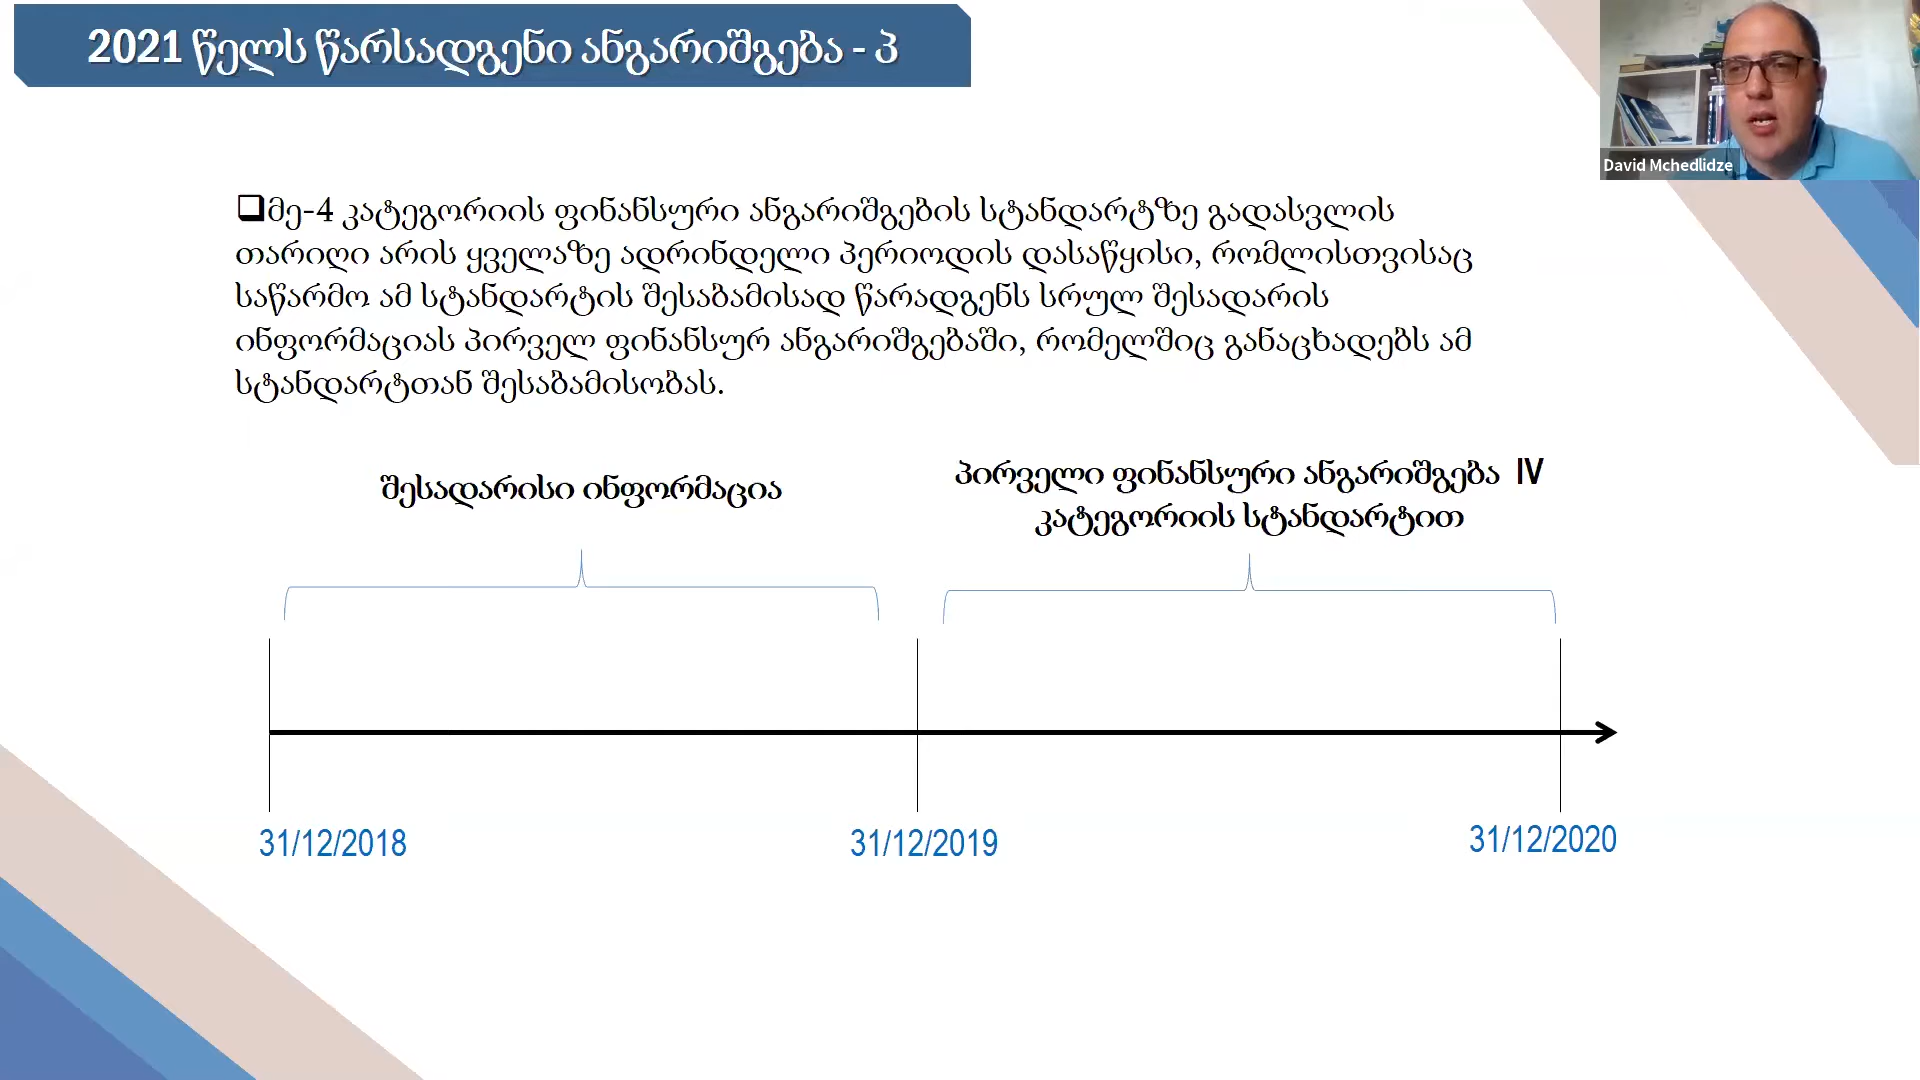 2021 წელს წარსადგენი ანგარიშგება - პ
David Mchedlidze
❑მე-4 კატეგორიის ფინანსური ანგარიშგების სტანდარტზე გადასვლის
თარიღი არის ყველაზე ადრინდელი პერიოდის დასაწყისი, რომლისთვისაც
საწარმო ამ სტანდარტის შესაბამისად წარადგენს სრულ შესადარის
ინფორმაციას პირველ ფინანსურ ანგარიშგებაში, რომელშიც განაცხადებს ამ
სტანდარტთან შესაბამისობას.
შესადარისი ინფორმაცია
პირველი ფინანსური ანგარიშგება IV
კატეგორიის სტანდარტით
31/12/2018
31/12/2019
31/12/2020